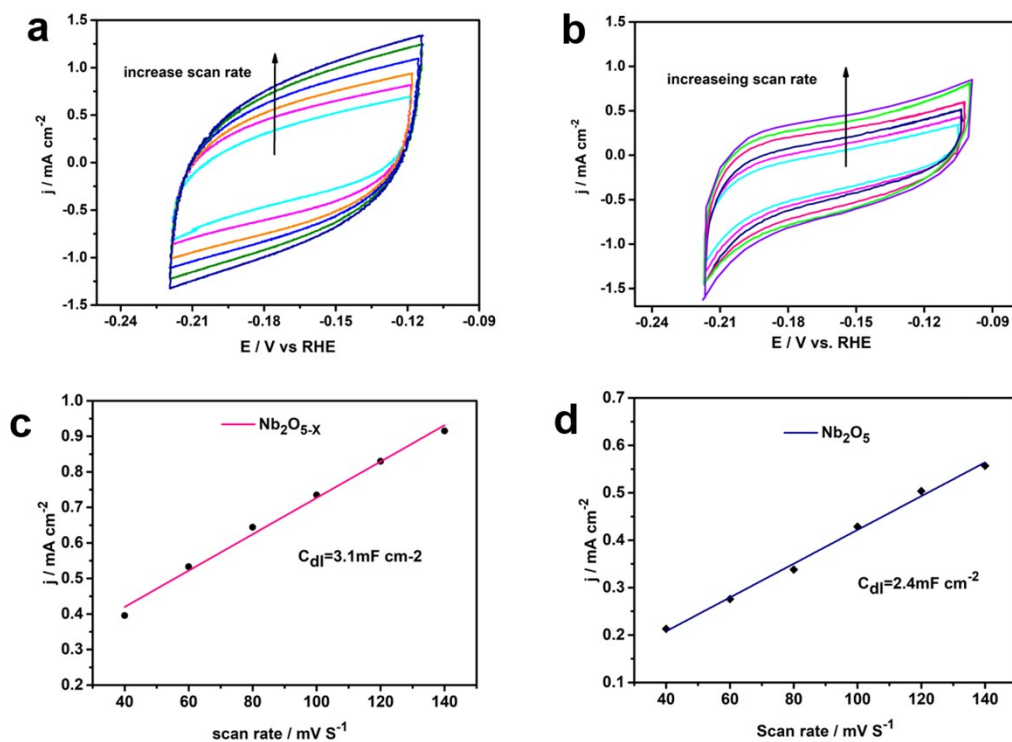 a
increase scan rate
j / mA cm-2
1.5
1.0
0.5
0.0
-0.5
-1.0
-1.5
-0.24 -0.21 -0.18 -0.15 -0.12 -0.09
E / V vs RHE
b
increaseing scan rate
j / mA cm-2
1.5
1.0
0.5
0.0
-0.5
-1.0
-1.5
-0.24 -0.21 -0.18 -0.15 -0.12 -0.09
E / V vs. RHE
c
Nb2O5-X
Cdl=3.1mF cm-2
j / mA cm-2
1.0
0.9
0.8
0.7
0.6
0.5
0.4
0.3
0.2
40 60 80 100 120 140
scan rate / mV S-1
d
Nb2O5
Cdl=2.4mF cm-2
j / mA cm-2
0.7
0.6
0.5
0.4
0.3
0.2
0.1
40 60 80 100 120 140
Scan rate / mV S-1